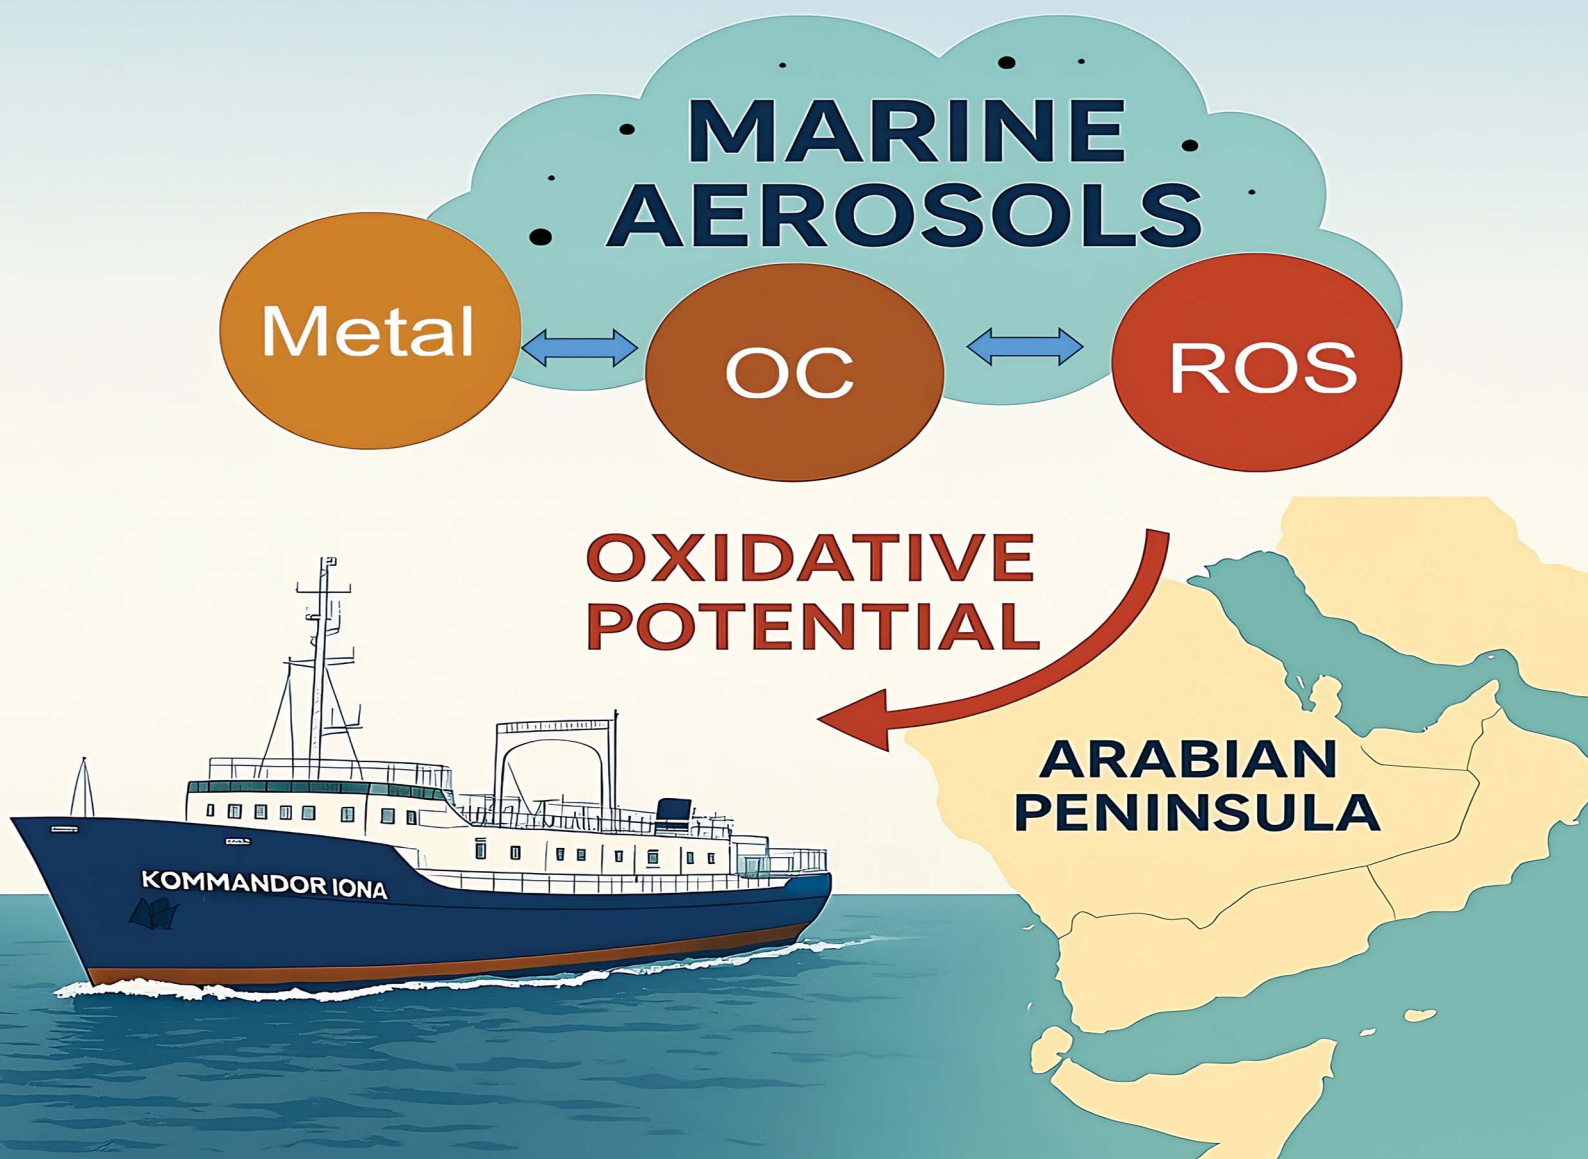 MARINE
AEROSOLS
Metal
OC
ROS
OXIDATIVE
POTENTIAL
ARABIAN
PENINSULA
KOMMANDOR IONA